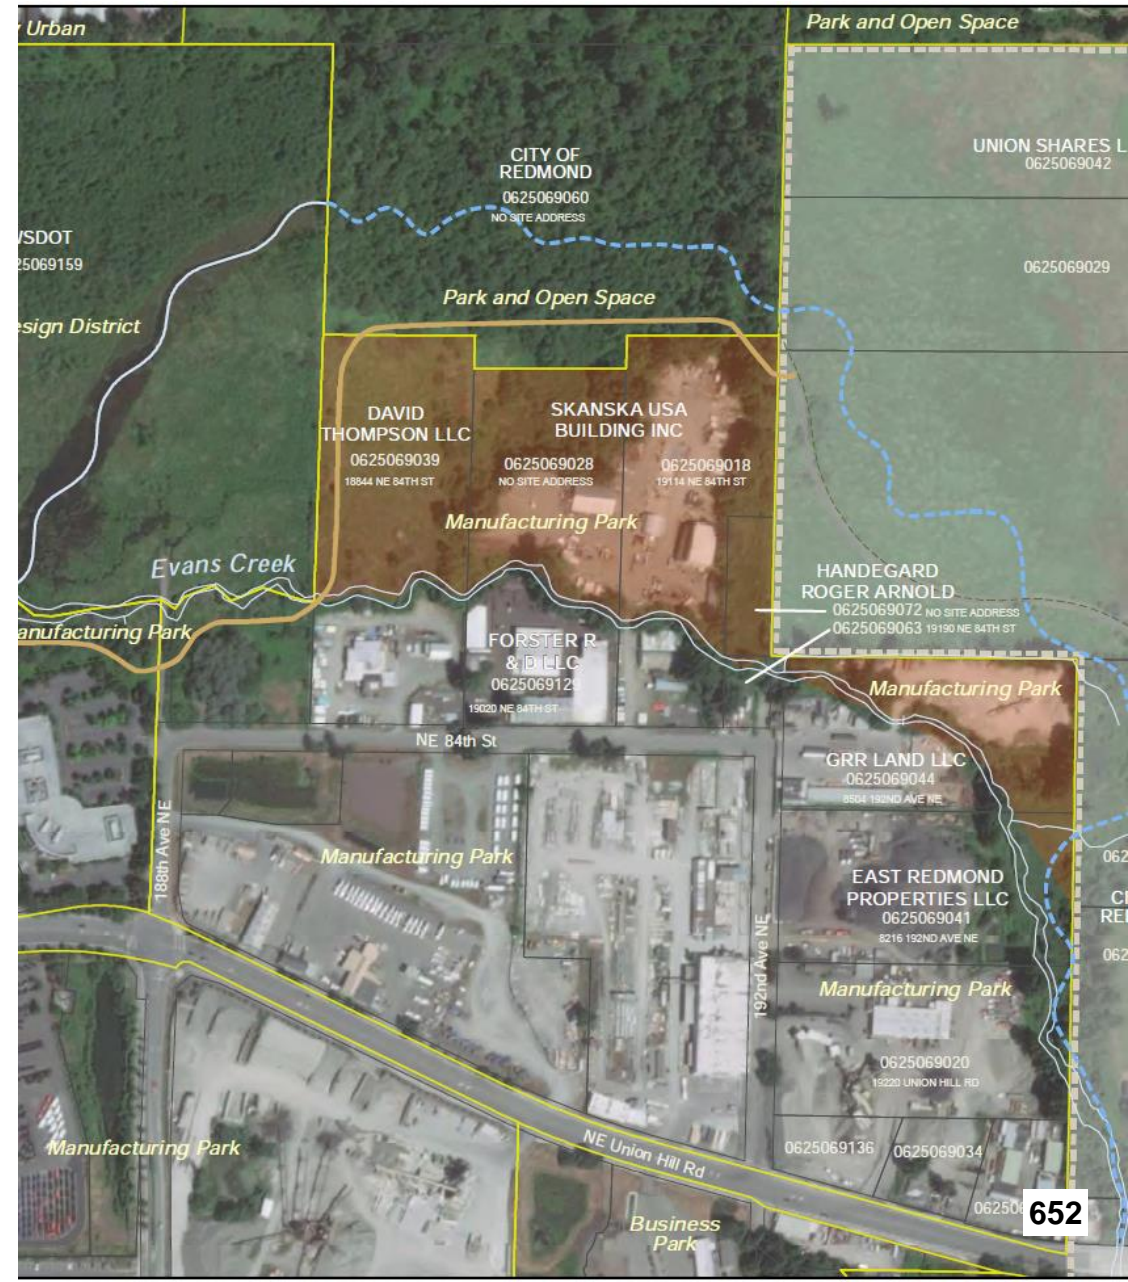 Urban
Park and Open Space
UNION SHARES L
0625069042
CITY OF
REDMOND
0625069060
NO SITE ADDRESS
25069159
0625069029
Park and Open Space
esign District
DAVID
THOMPSON LLC
0625069039
18844 NE 84TH ST
SKANSKA USA
BUILDING INC
0625069028
NO SITE ADDRESS
0625069018
19114 NE 84TH ST
Manufacturing Park
Evans Creek
HANDEGARD
ROGER ARNOLD
0625069072 NO SITE ADDRESS
0625069063 19190 NE 84TH ST
anufacturing Park
FORSTER R
& D LLC
0625069129
19020 NE 84TH ST
Manufacturing Park
NE 84th St
GRR LAND LLC
0625069044
8504 192ND AVE NE
188th Ave NE
Manufacturing Park
EAST REDMOND
PROPERTIES LLC
0625069041
8216 192ND AVE NE
062
RE
062
192nd Ave NE
Manufacturing Park
0625069020
19220 UNION HILL RD
Manufacturing Park
NE Union Hill Rd
0625069136
0625069034
06250
652
Business
Park